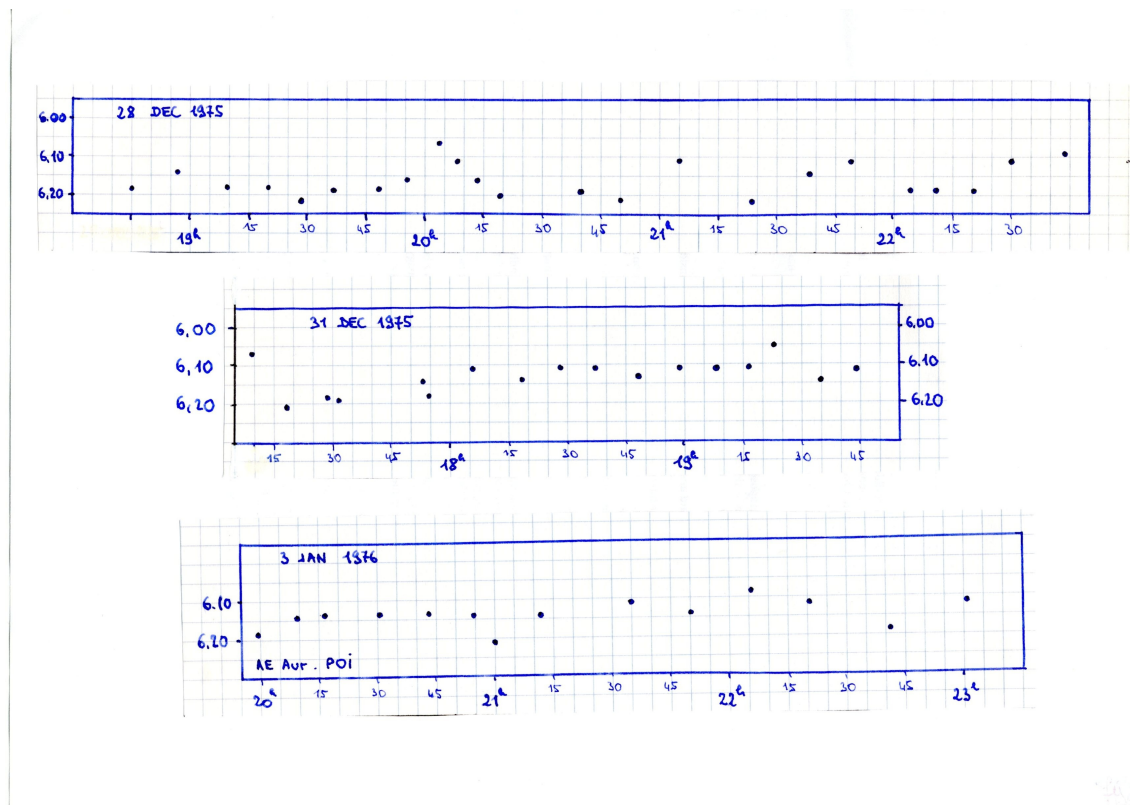 28 DEC 1975
6.00
6,10
6,20
19h 15 30 45 20h 15 30 45 21h 15 30 45 22h 15 30
31 DEC 1975
6,00 6,00
6,10 6.10
6,20 6.20
15 30 45 18h 15 30 45 19h 15 30 45
3 JAN 1976
6.10
6,20
AE Aur. POi
20h 15 30 45 21h 15 30 45 22h 15 30 45 23h